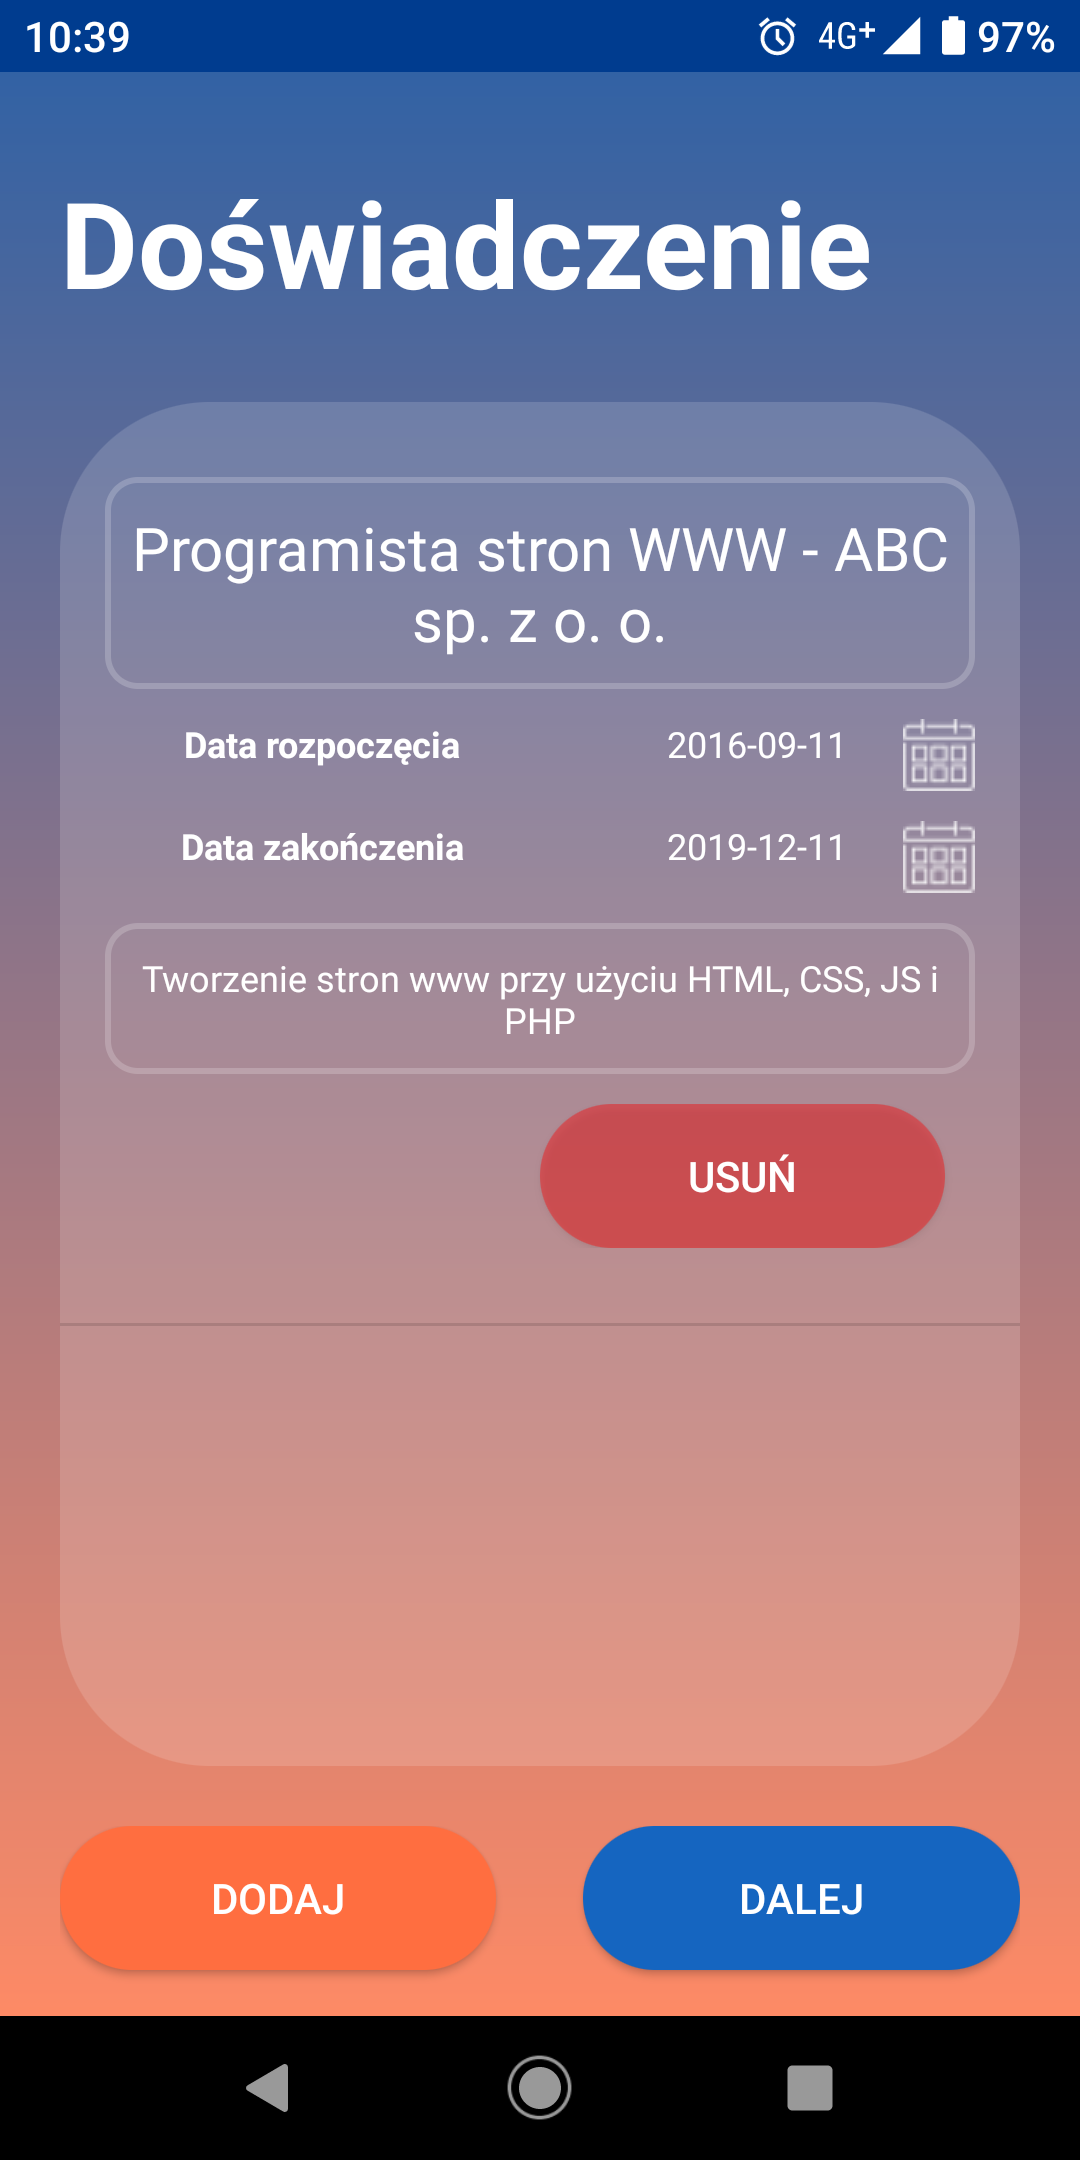 10:39 4G+ 97%
Doświadczenie
Programista stron WWW - ABC
sp. z o. o.
Data rozpoczęcia 2016-09-11
Data zakończenia 2019-12-11
Tworzenie stron www przy użyciu HTML, CSS, JS i
PHP
USUŃ
DODAJ DALEJ